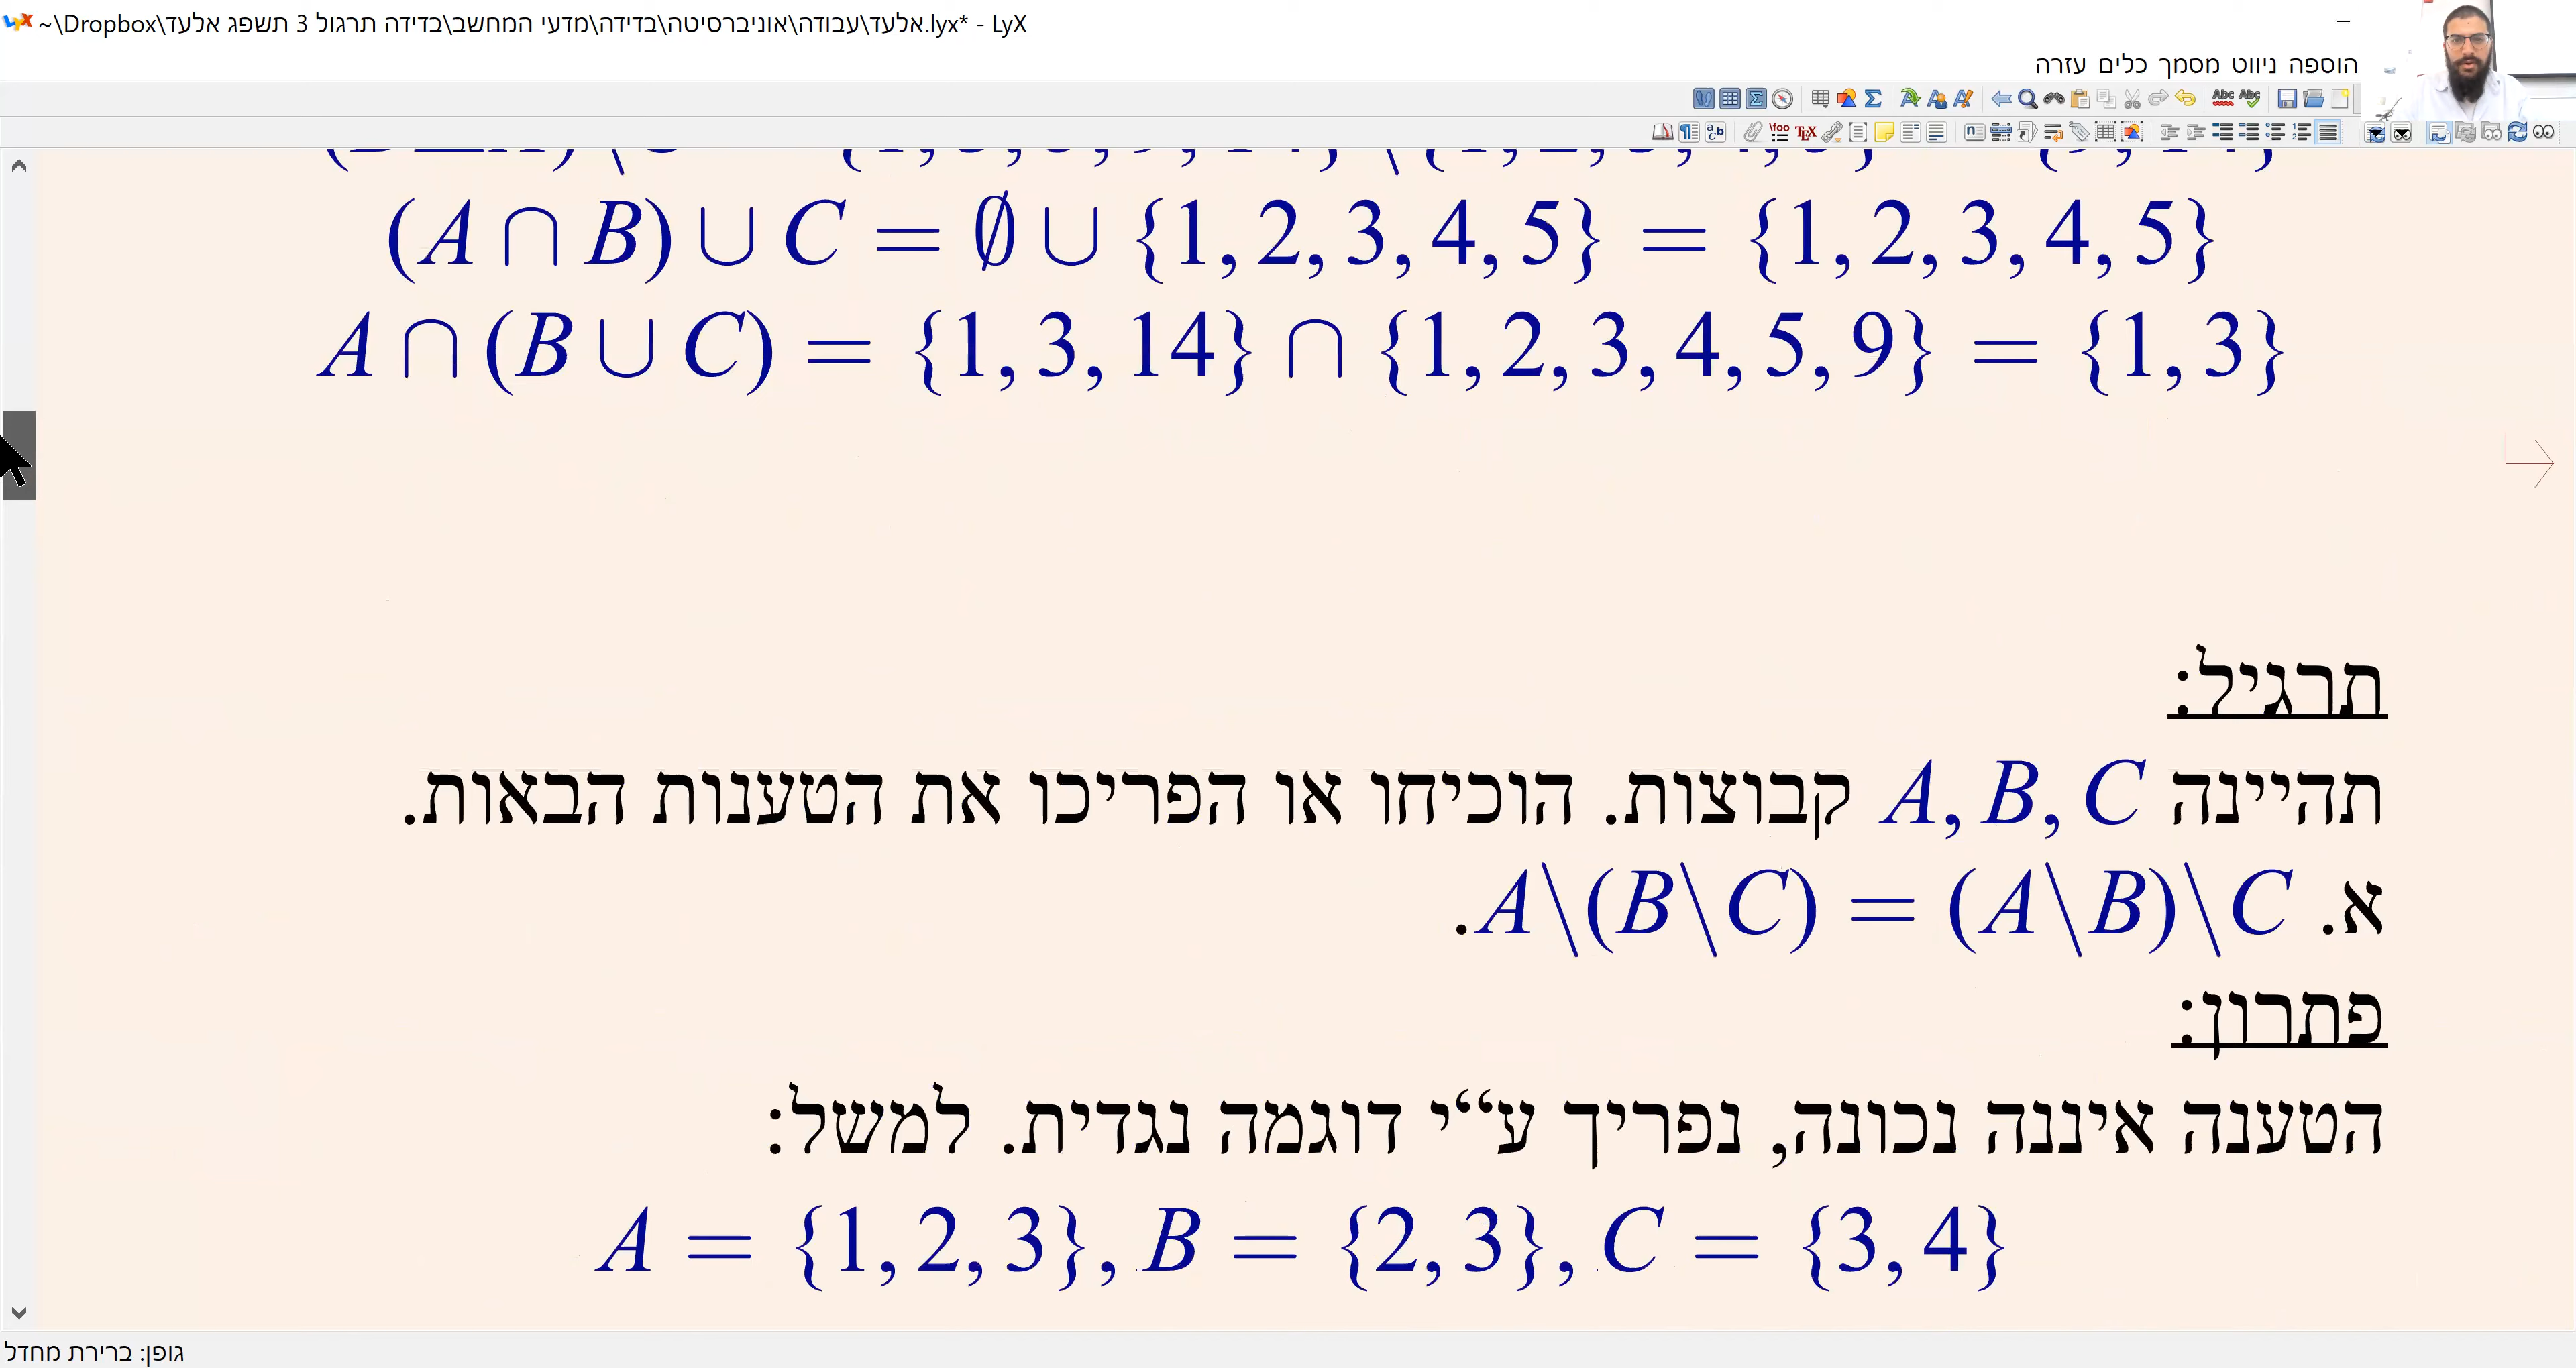 ~\Dropbox\אלעד\עבודה\אוניברסיטה\בדידה\מדעי המחשב\בדידה תרגול 3 תשפג אלעד.lyx* - LyX
הוספה ניווט מסמך כלים עזרה
(A ∩ B) ∪ C = ∅ ∪ {1, 2, 3, 4, 5} = {1, 2, 3, 4, 5}
A ∩ (B ∪ C) = {1, 3, 14} ∩ {1, 2, 3, 4, 5, 9} = {1, 3}
תרגיל:
תהיינה A, B, C קבוצות. הוכיחו או הפריכו את הטענות הבאות.
א. A\(B\C) = (A\B)\C.
פתרון:
הטענה איננה נכונה, נפריך ע“י דוגמה נגדית. למשל:
A = {1, 2, 3}, B = {2, 3}, C = {3, 4}
גופן: ברירת מחדל